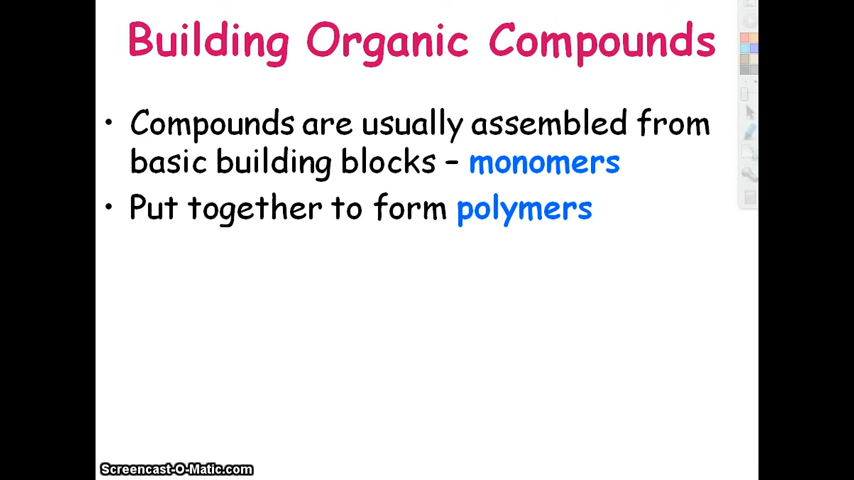 Building Organic Compounds
• Compounds are usually assembled from
basic building blocks – monomers
• Put together to form polymers
Screencast-O-Matic.com